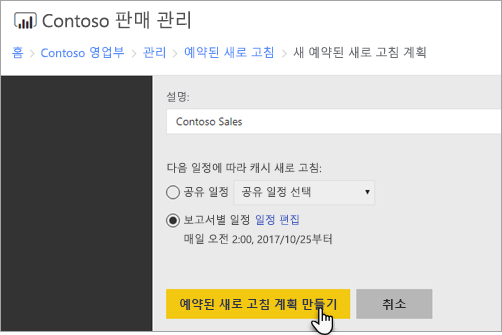 Contoso 판매 관리
홈 > Contoso 영업부 > 관리 > 예약된 새로 고침 > 새 예약된 새로 고침 계획
설명:
Contoso Sales
다음 일정에 따라 캐시 새로 고침:
공유 일정 공유 일정 선택
보고서별 일정 일정 편집
매일 오전 2:00, 2017/10/25부터
예약된 새로 고침 계획 만들기 취소